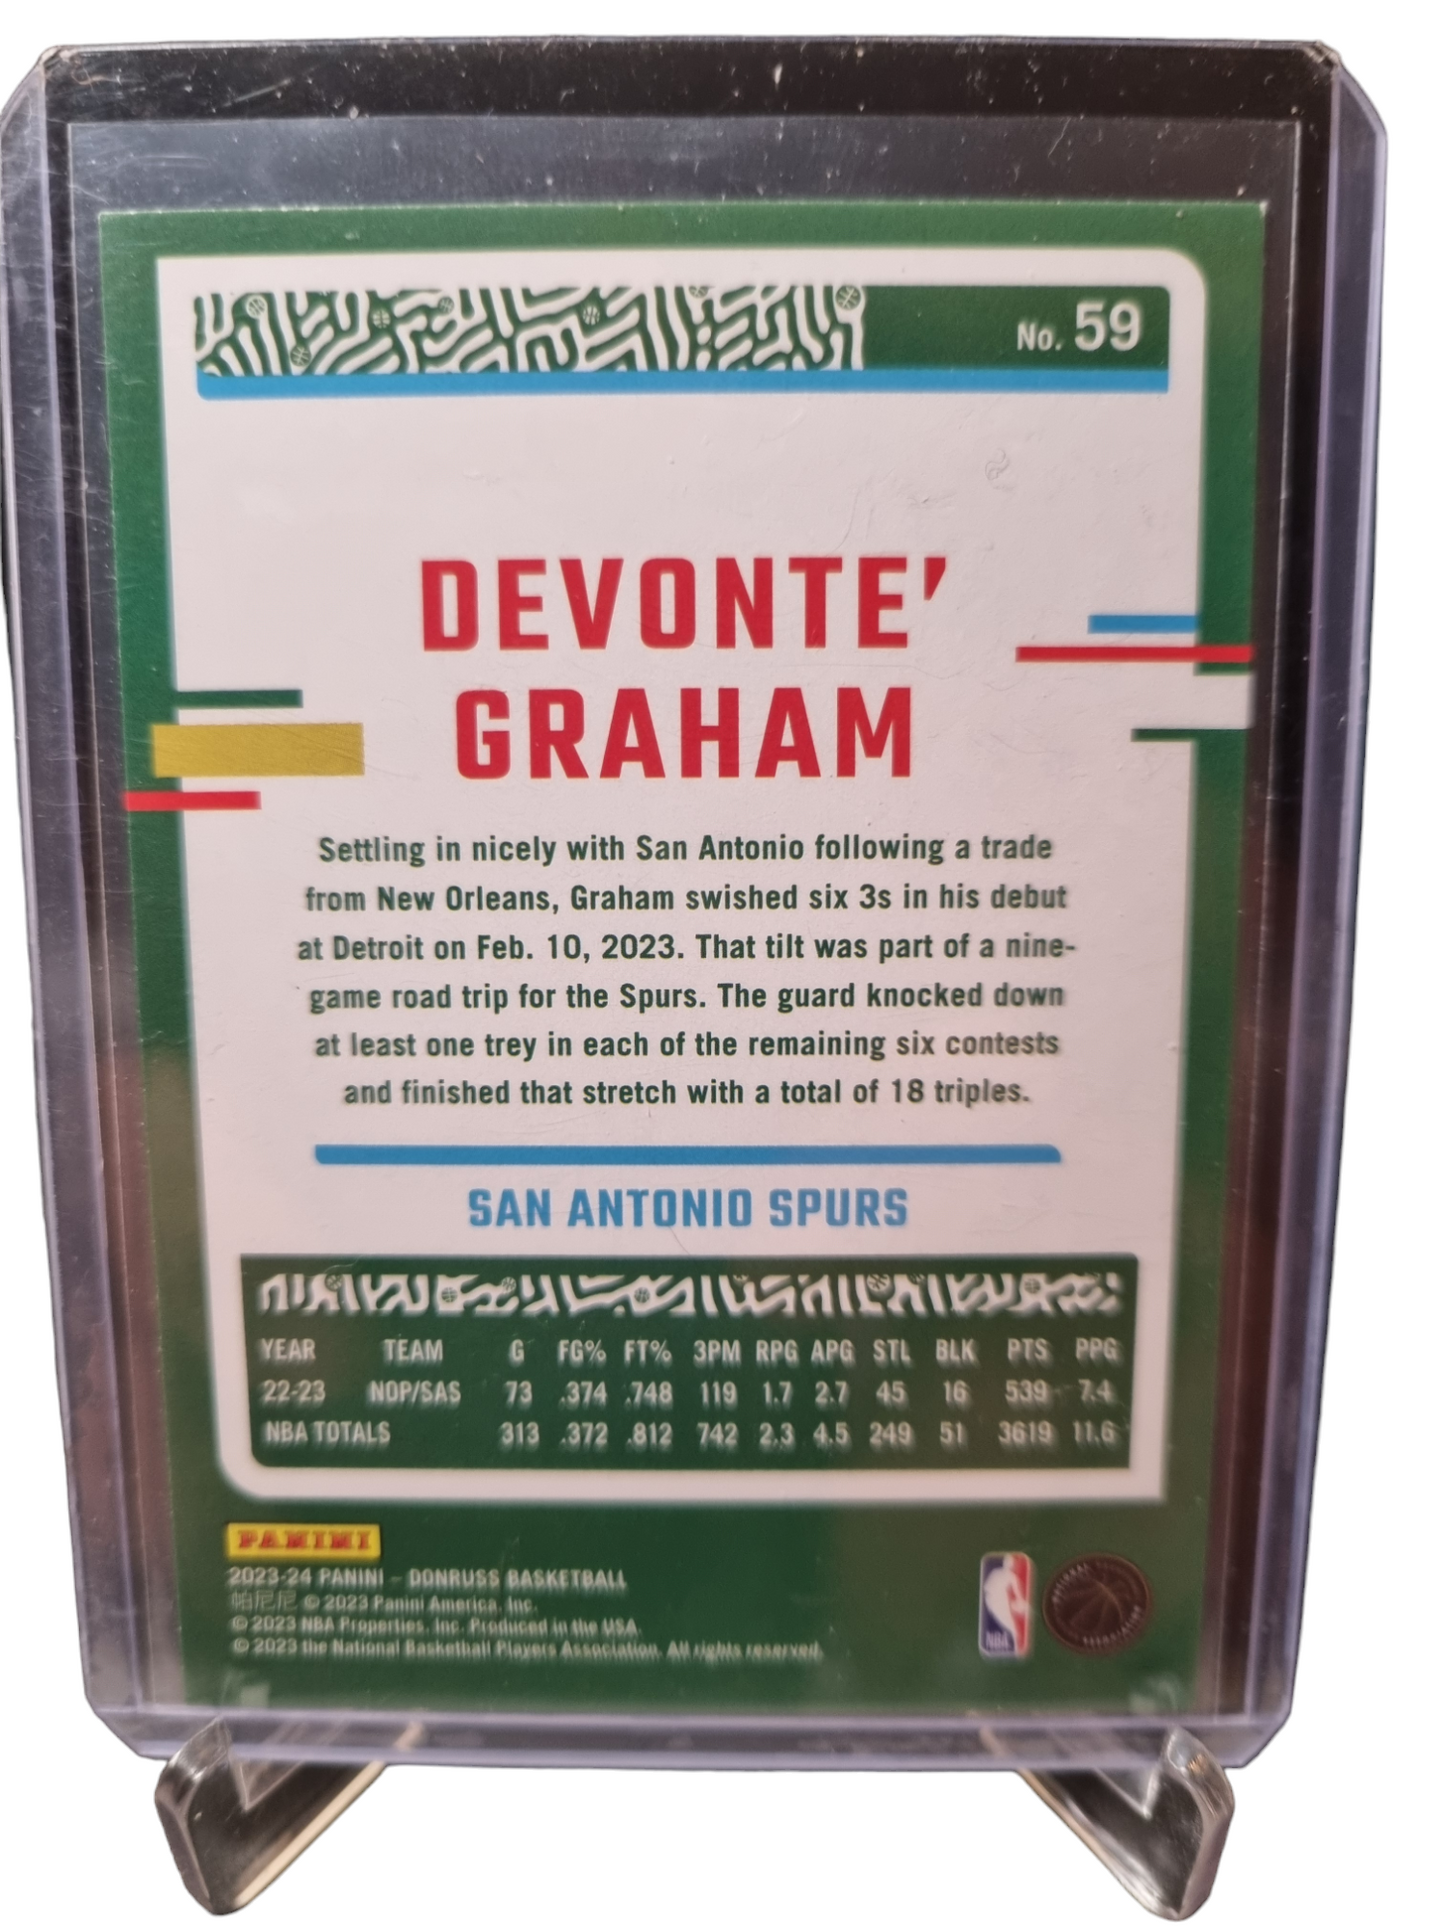 No. 59
DEVONTE'
GRAHAM
Settling in nicely with San Antonio following a trade
from New Orleans, Graham swished six 3s in his debut
at Detroit on Feb. 10, 2023. That tilt was part of a nine-
game road trip for the Spurs. The guard knocked down
at least one trey in each of the remaining six contests
and finished that stretch with a total of 18 triples.
SAN ANTONIO SPURS
YEAR TEAM G FG% FT% 3PM RPG APG STL BLK PTS PPG
22-23 NOP/SAS 73 .374 .748 119 1.7 2.7 45 16 539 7.4
NBA TOTALS 313 .372 .812 742 2.3 4.5 249 51 3619 11.6
PANINI
2023-24 PANINI – DONRUSS BASKETBALL
帕尼尼 © 2023 Panini America, Inc.
© 2023 NBA Properties, Inc. Produced in the USA.
© 2023 the National Basketball Players Association. All rights reserved.
NBA